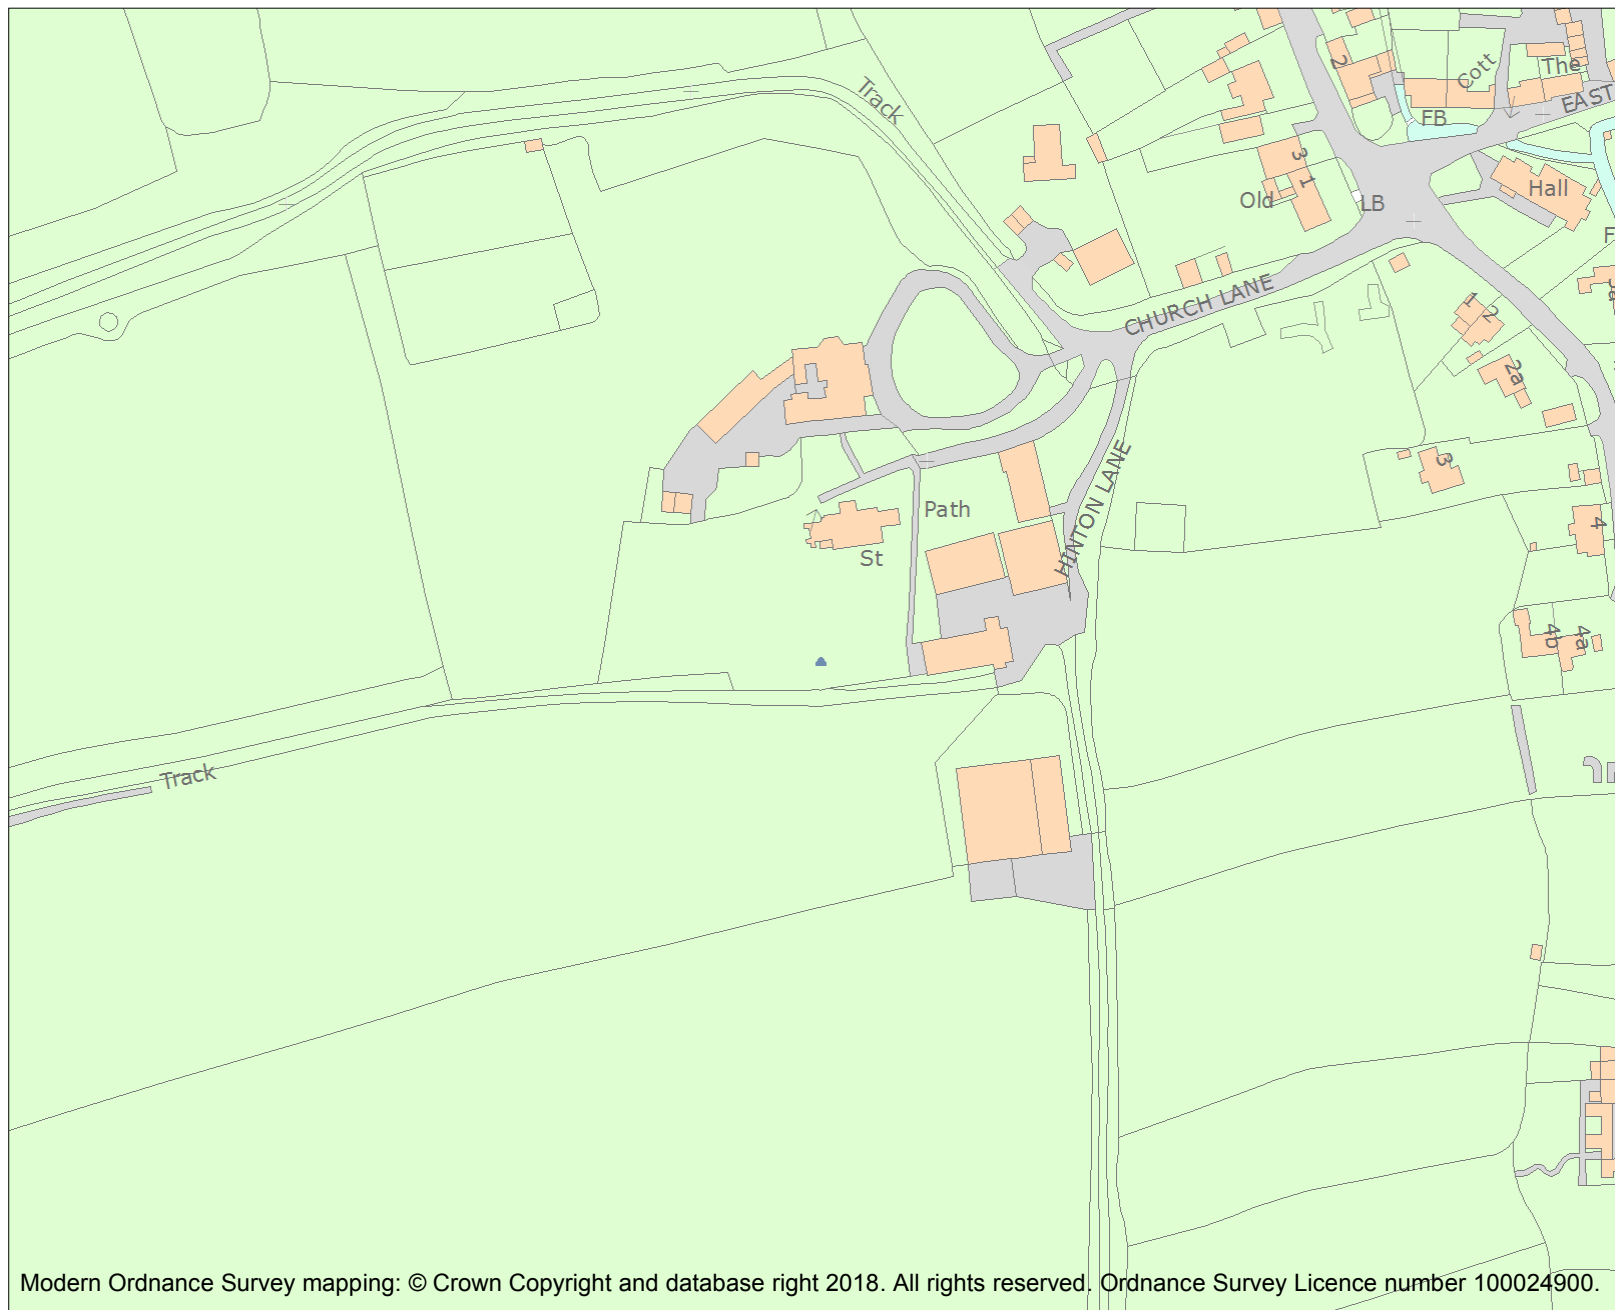 2
Cott
The
Track
FB
EAST
3
1
Hall
Old
LB
F
CHURCH LANE
1
2
2a
HINTON LANE
3
Path
4
St
4b
4a
Track
Modern Ordnance Survey mapping: © Crown Copyright and database right 2018. All rights reserved. Ordnance Survey Licence number 100024900.